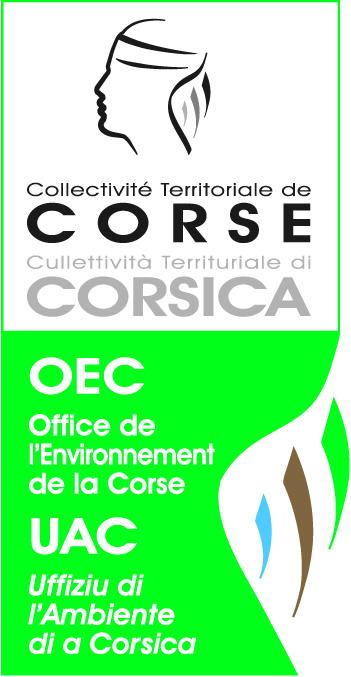 Collectivité Territoriale de
CORSE
Cullettività Territuriale di
CORSICA
OEC
Office de
l'Environnement
de la Corse
UAC
Uffiziu di
l'Ambiente
di a Corsica